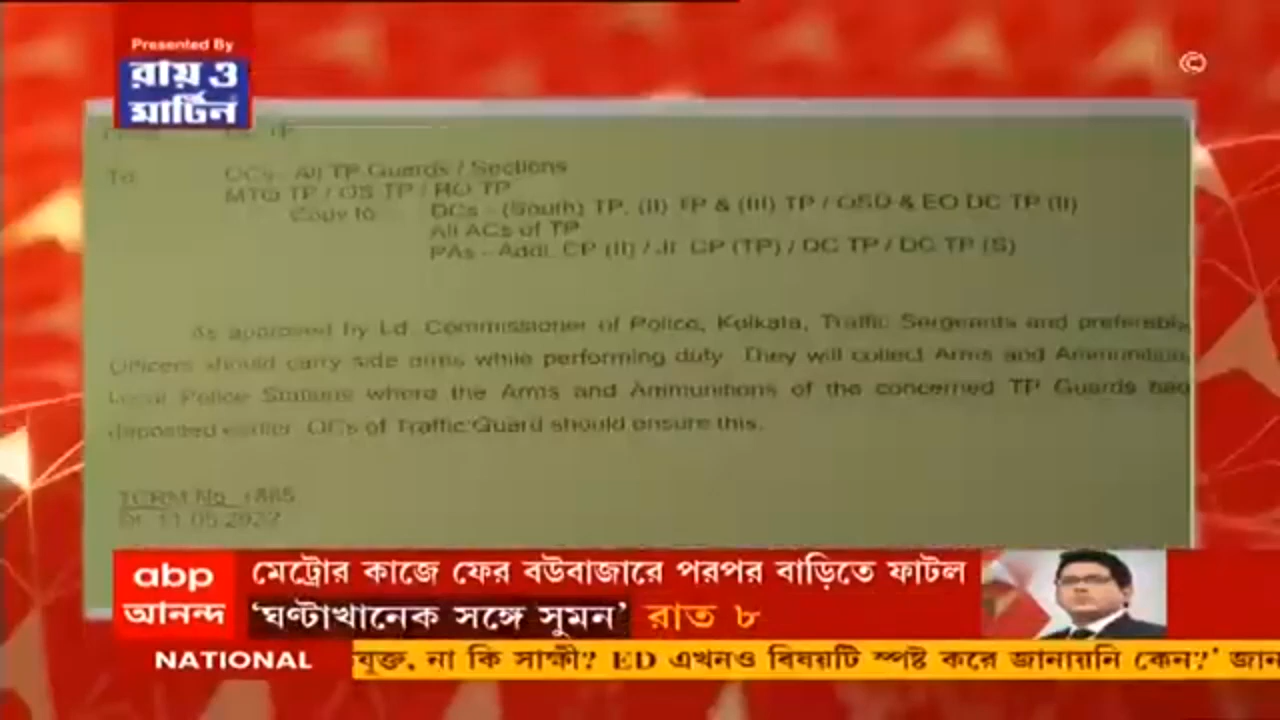 Presented By
রায় ও
মার্টিন
©
To
OCs - All TP Guards / Sections
MTO TP / OS TP / RO TP
Copy to
DCs - (South) TP, (II) TP & (III) TP / OSD & EO DC TP (II)
All ACs of TP
PAs - Addl. CP (II) / Jt. CP (TP) / DC TP / DC TP (S)
As approved by Ld. Commissioner of Police, Kolkata, Traffic Sergeants and preferably
Officers should carry side arms while performing duty. They will collect Arms and Ammunition
Local Police Stations where the Arms and Ammunitions of the concerned TP Guards had
deposited earlier. OCs of Traffic Guard should ensure this.
TCRM No.
Dt. 11.05.2022
abp
আনন্দ
মেট্রোর কাজে ফের বউবাজারে পরপর বাড়িতে ফাটল
‘ঘণ্টাখানেক সঙ্গে সুমন’ রাত ৮
NATIONAL
যুক্ত, না কি সাক্ষী? ED এখনও বিষয়টি স্পষ্ট করে জানায়নি কেন?' জান